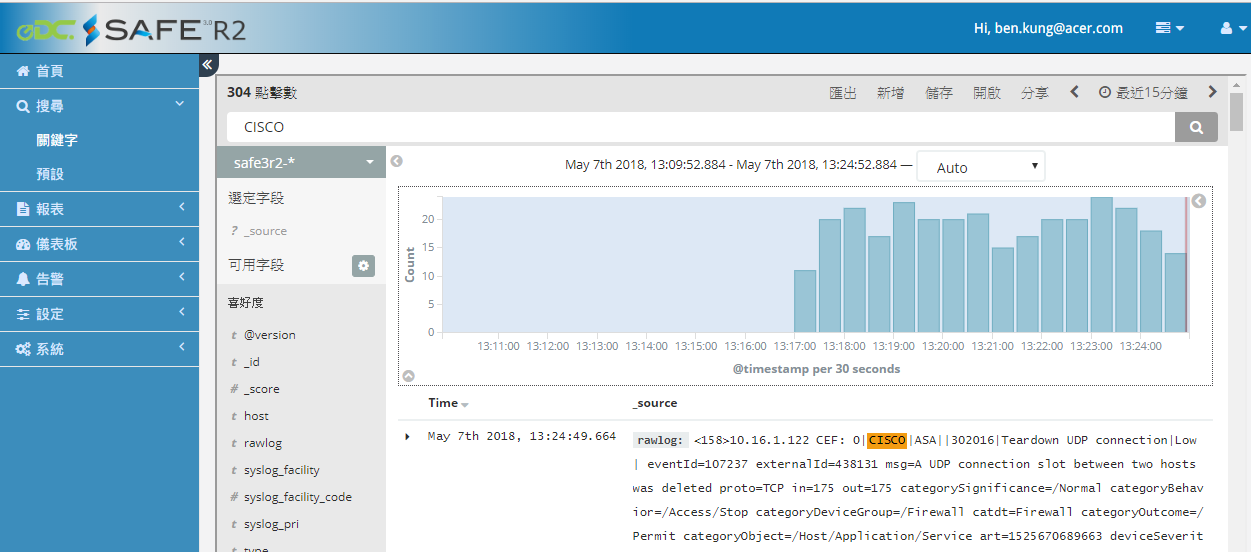 eDC. SAFE 3.0 R2
Hi, ben.kung@acer.com
首頁
搜尋
關鍵字
預設
報表
儀表板
告警
設定
系統
304 點擊數
匯出 新增 儲存 開啟 分享 最近15分鐘
CISCO
safe3r2-*
選定字段
? _source
可用字段
喜好度
t @version
t _id
# _score
t host
t rawlog
t syslog_facility
# syslog_facility_code
t syslog_pri
t type
May 7th 2018, 13:09:52.884 - May 7th 2018, 13:24:52.884 — Auto
Count
20
15
10
5
0
13:11:00 13:12:00 13:13:00 13:14:00 13:15:00 13:16:00 13:17:00 13:18:00 13:19:00 13:20:00 13:21:00 13:22:00 13:23:00 13:24:00
@timestamp per 30 seconds
Time _source
May 7th 2018, 13:24:49.664
rawlog: <158>10.16.1.122 CEF: 0|CISCO|ASA||302016|Teardown UDP connection|Low
| eventId=107237 externalId=438131 msg=A UDP connection slot between two hosts
was deleted proto=TCP in=175 out=175 categorySignificance=/Normal categoryBehav
ior=/Access/Stop categoryDeviceGroup=/Firewall catdt=Firewall categoryOutcome=/
Permit categoryObject=/Host/Application/Service art=1525670689663 deviceSeverit